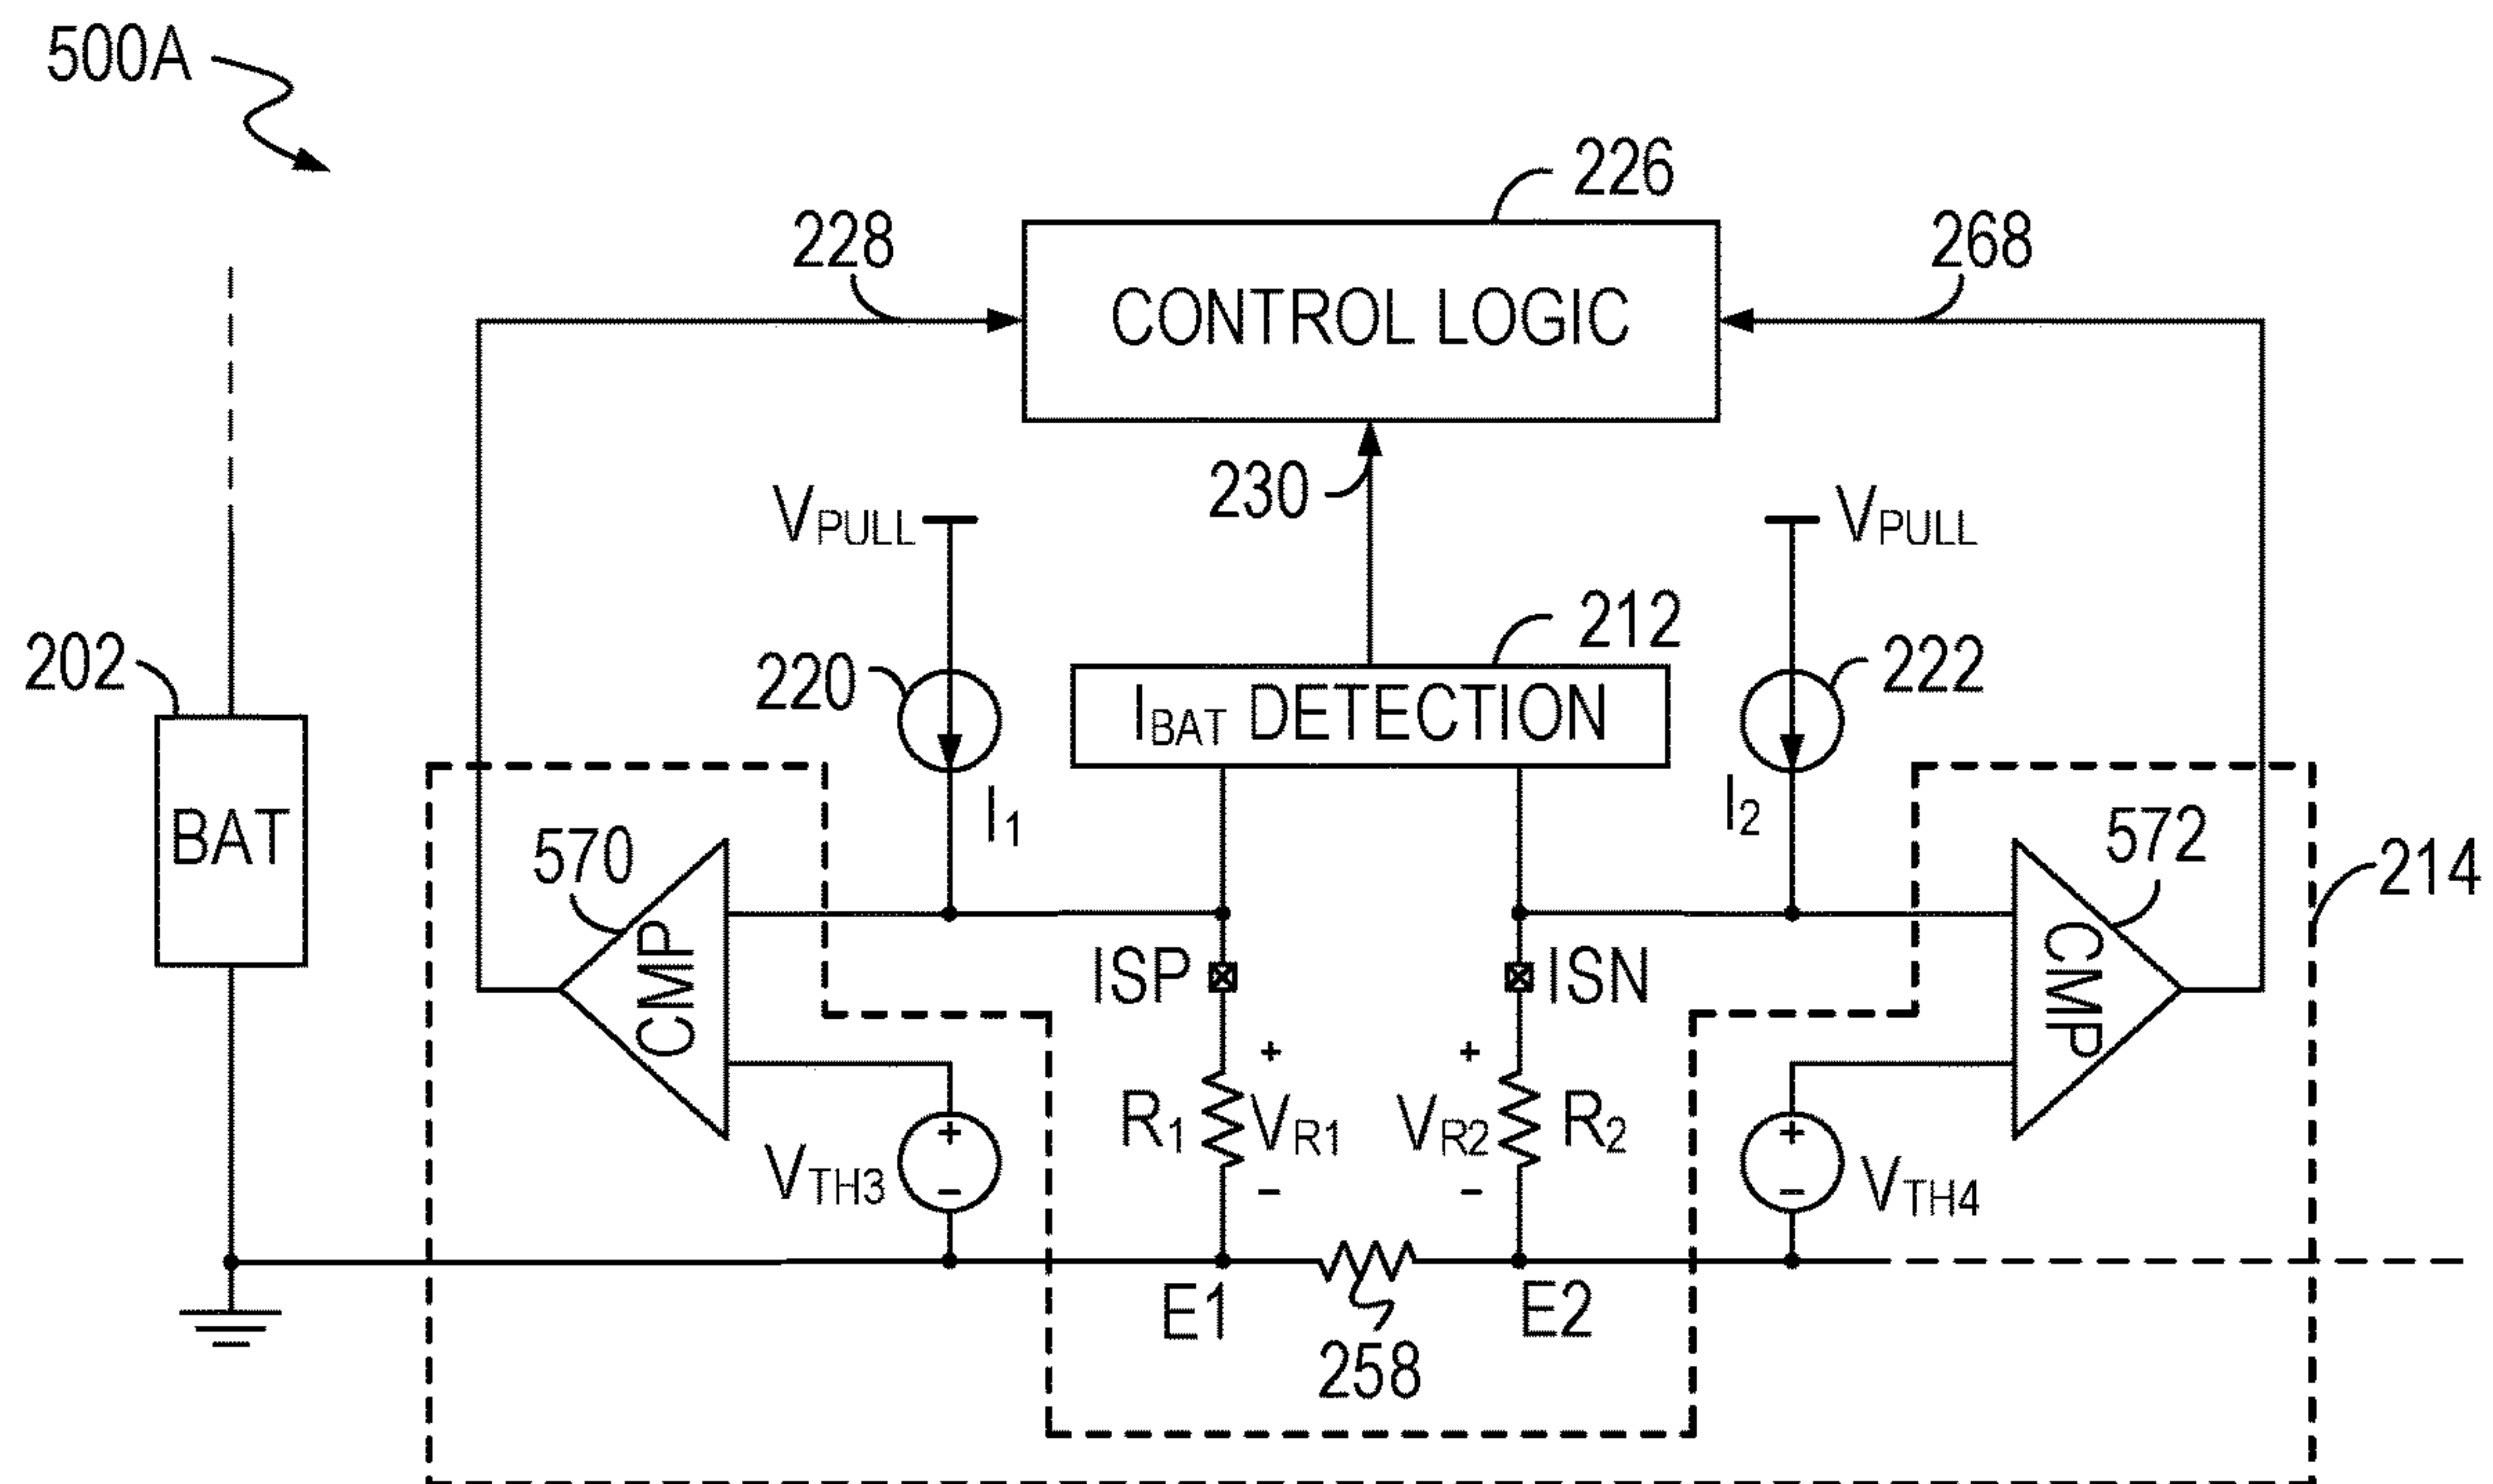 500A
226
228
268
CONTROL LOGIC
230
VPULL
VPULL
212
202
220
222
IBAT DETECTION
BAT
I1
I2
570
572
214
CMP
CMP
ISP
ISN
R1
+
VR1
-
+
VR2
-
R2
VTH3
+
-
+
-
VTH4
E1
E2
258